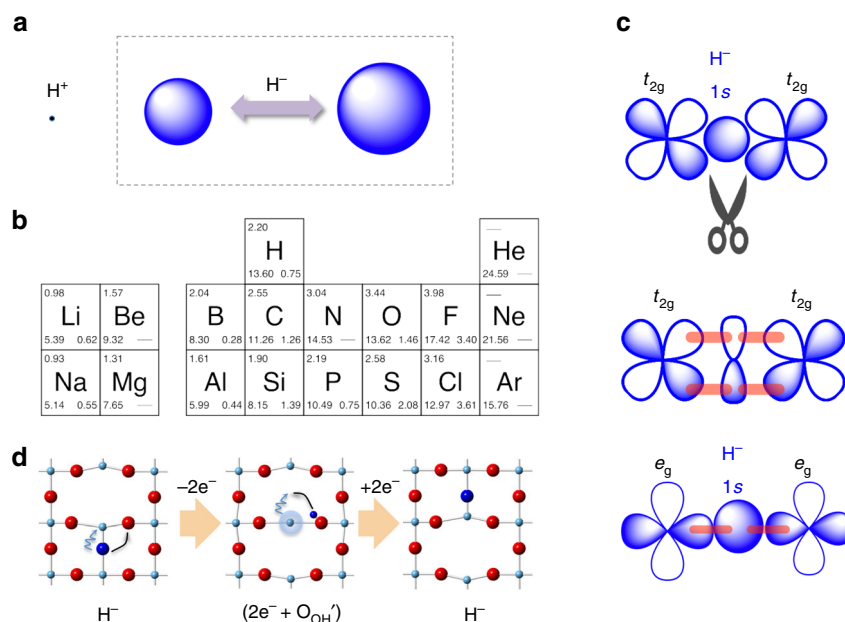 a
H⁺
H⁻
b
2.20
H
13.60 0.75
—
He
24.59 —
0.98
Li
5.39 0.62
1.57
Be
9.32 —
2.04
B
8.30 0.28
2.55
C
11.26 1.26
3.04
N
14.53 —
3.44
O
13.62 1.46
3.98
F
17.42 3.40
—
Ne
21.56 —
0.93
Na
5.14 0.55
1.31
Mg
7.65 —
1.61
Al
5.99 0.44
1.90
Si
8.15 1.39
2.19
P
10.49 0.75
2.58
S
10.36 2.08
3.16
Cl
12.97 3.61
—
Ar
15.76 —
c
H⁻
t₂g 1s t₂g
t₂g t₂g
H⁻
e_g 1s e_g
d
−2e⁻ +2e⁻
H⁻ (2e⁻ + O_OH′) H⁻